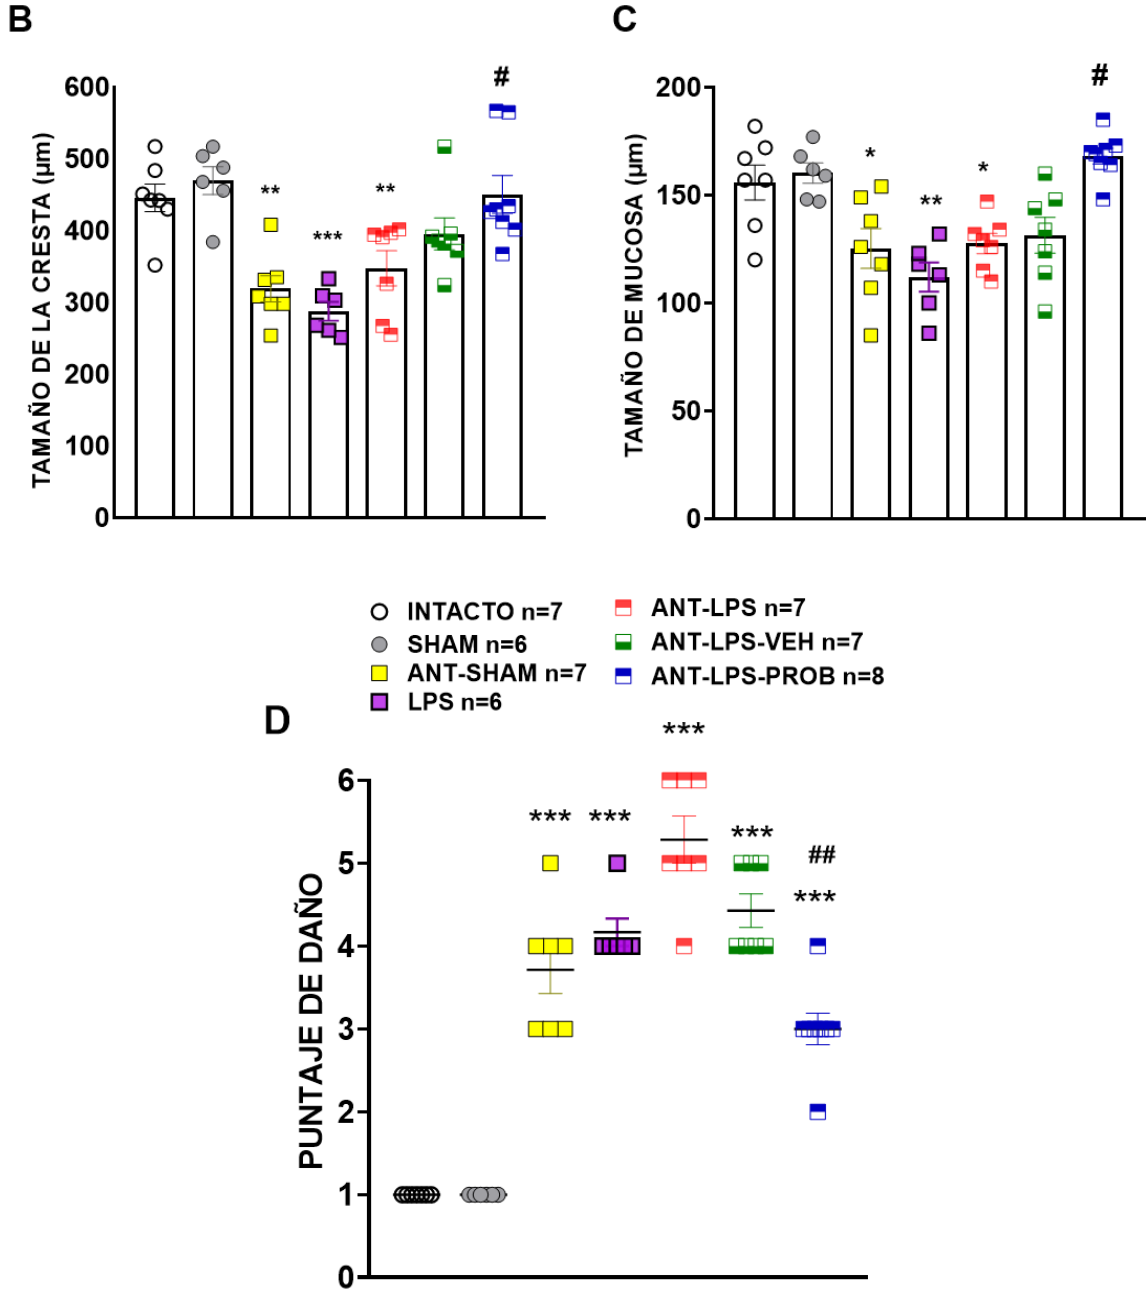 B
TAMAÑO DE LA CRESTA (µm)
600
500
400
300
200
100
0
**
***
**
#
C
TAMAÑO DE MUCOSA (µm)
200
150
100
50
0
*
**
*
#
INTACTO n=7
SHAM n=6
ANT-SHAM n=7
LPS n=6
ANT-LPS n=7
ANT-LPS-VEH n=7
ANT-LPS-PROB n=8
D
PUNTAJE DE DAÑO
6
5
4
3
2
1
0
***
***
***
***
##
***